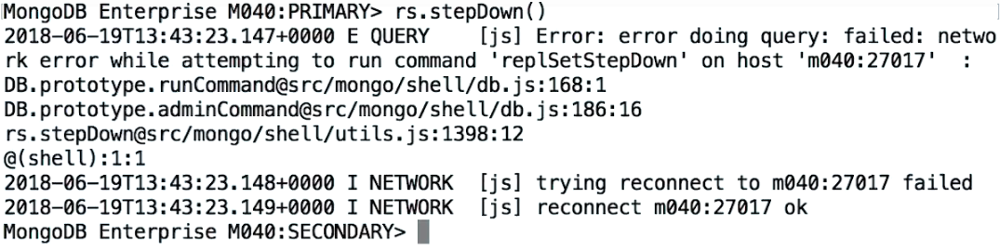 MongoDB Enterprise M040:PRIMARY> rs.stepDown()
2018-06-19T13:43:23.147+0000 E QUERY    [js] Error: error doing query: failed: netwo
rk error while attempting to run command 'replSetStepDown' on host 'm040:27017'  :
DB.prototype.runCommand@src/mongo/shell/db.js:168:1
DB.prototype.adminCommand@src/mongo/shell/db.js:186:16
rs.stepDown@src/mongo/shell/utils.js:1398:12
@(shell):1:1
2018-06-19T13:43:23.148+0000 I NETWORK  [js] trying reconnect to m040:27017 failed
2018-06-19T13:43:23.149+0000 I NETWORK  [js] reconnect m040:27017 ok
MongoDB Enterprise M040:SECONDARY>